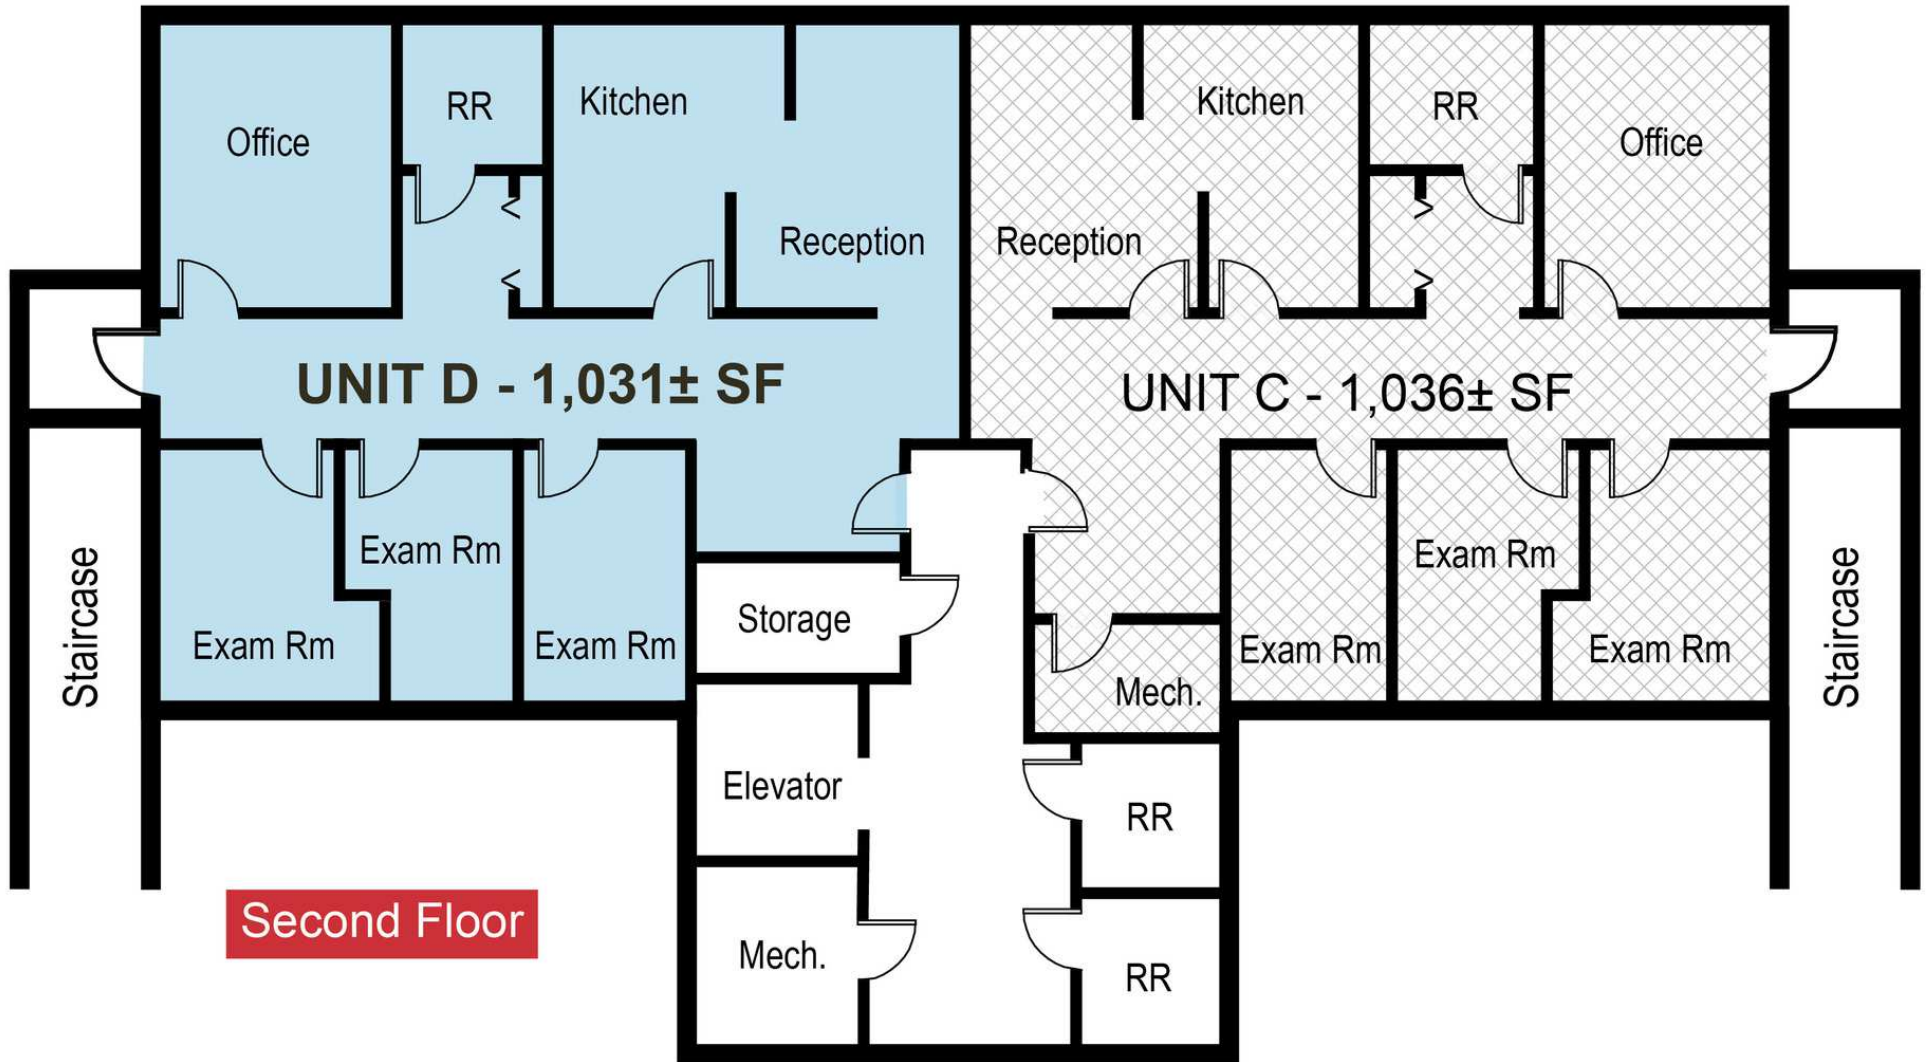 Office
RR
Kitchen
Reception
Kitchen
RR
Office
Reception
UNIT D - 1,031± SF
UNIT C - 1,036± SF
Exam Rm
Exam Rm
Exam Rm
Storage
Exam Rm
Exam Rm
Exam Rm
Mech.
Staircase
Staircase
Elevator
RR
Second Floor
Mech.
RR